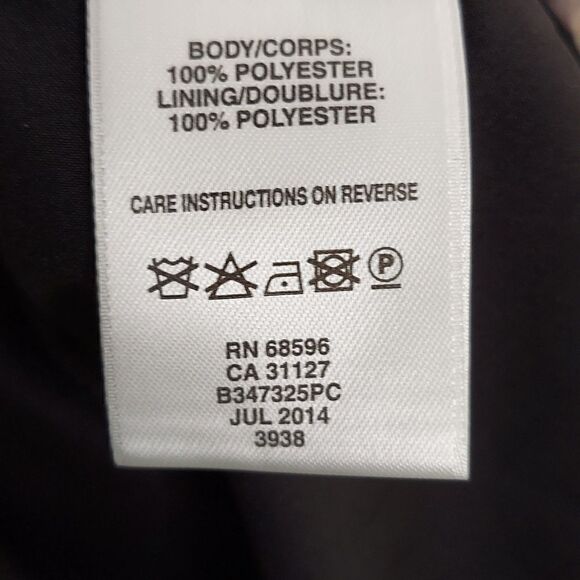 BODY/CORPS:
100% POLYESTER
LINING/DOUBLURE:
100% POLYESTER
CARE INSTRUCTIONS ON REVERSE
P
RN 68596
CA 31127
B347325PC
JUL 2014
3938